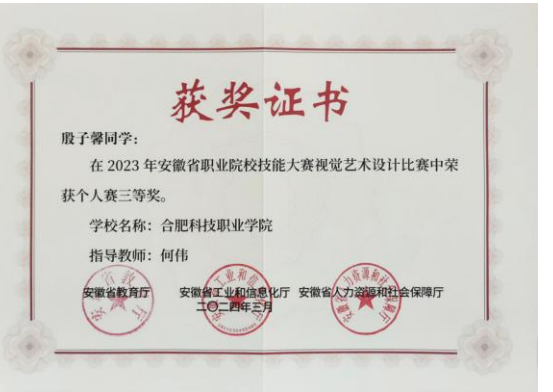 获奖证书
殷子馨同学：
在 2023 年安徽省职业院校技能大赛视觉艺术设计比赛中荣
获个人赛三等奖。
学校名称：合肥科技职业学院
指导教师：何伟
安徽省教育厅 安徽省工业和信息化厅 安徽省人力资源和社会保障厅
二〇二四年三月